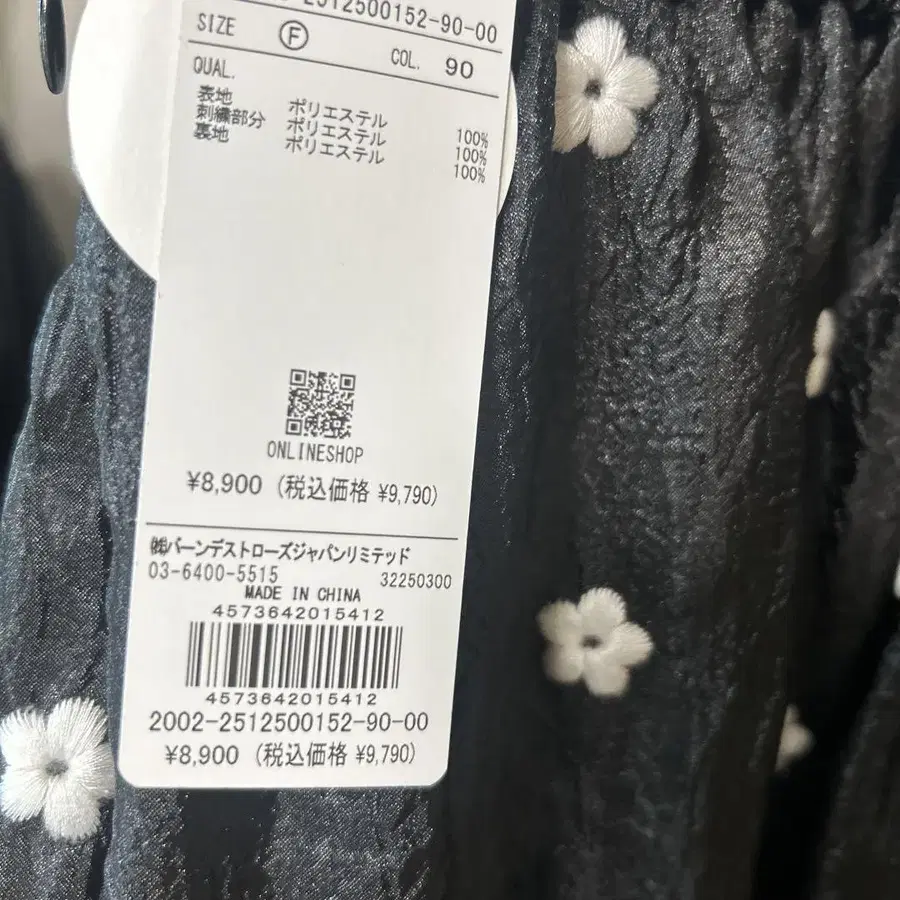 2512500152-90-00
SIZE Ⓕ COL. 90
QUAL.
表地 ポリエステル 100%
刺繍部分 ポリエステル 100%
裏地 ポリエステル 100%
ONLINESHOP
¥8,900 (税込価格 ¥9,790)
㈱バーンデストローズジャパンリミテッド
03-6400-5515 32250300
MADE IN CHINA
4573642015412
4573642015412
2002-2512500152-90-00
¥8,900 (税込価格 ¥9,790)